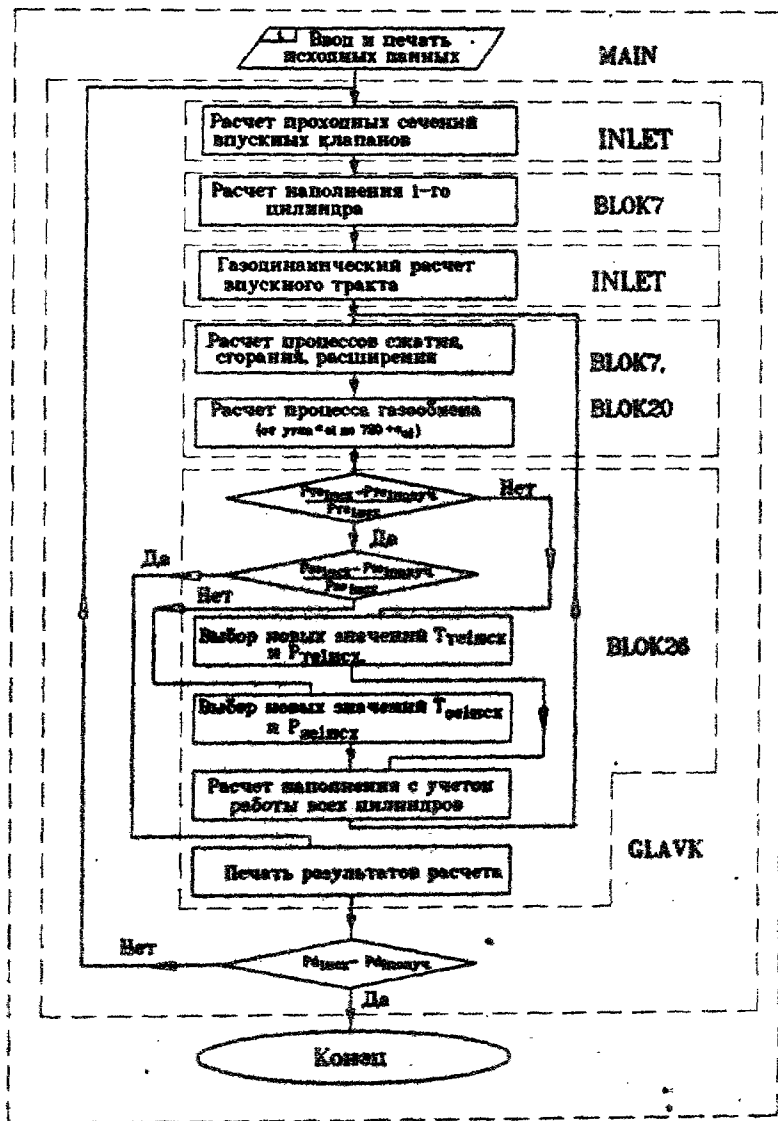 1 Ввод и печать
исходных данных
MAIN
Расчет проходных сечений
впускных клапанов
INLET
Расчет наполнения i-го
цилиндра
BLOK7
Газодинамический расчет
впускного тракта
INLET
Расчет процессов сжатия,
сгорания, расширения
BLOK7,
Расчет процесса газообмена
BLOK20
Нет
Да
Да
Нет
Выбор новых значений
и
BLOK26
Выбор новых значений
и
Расчет наполнения с учетом
работы всех цилиндров
GLAVK
Печать результатов расчета
Нет
Да
Конец